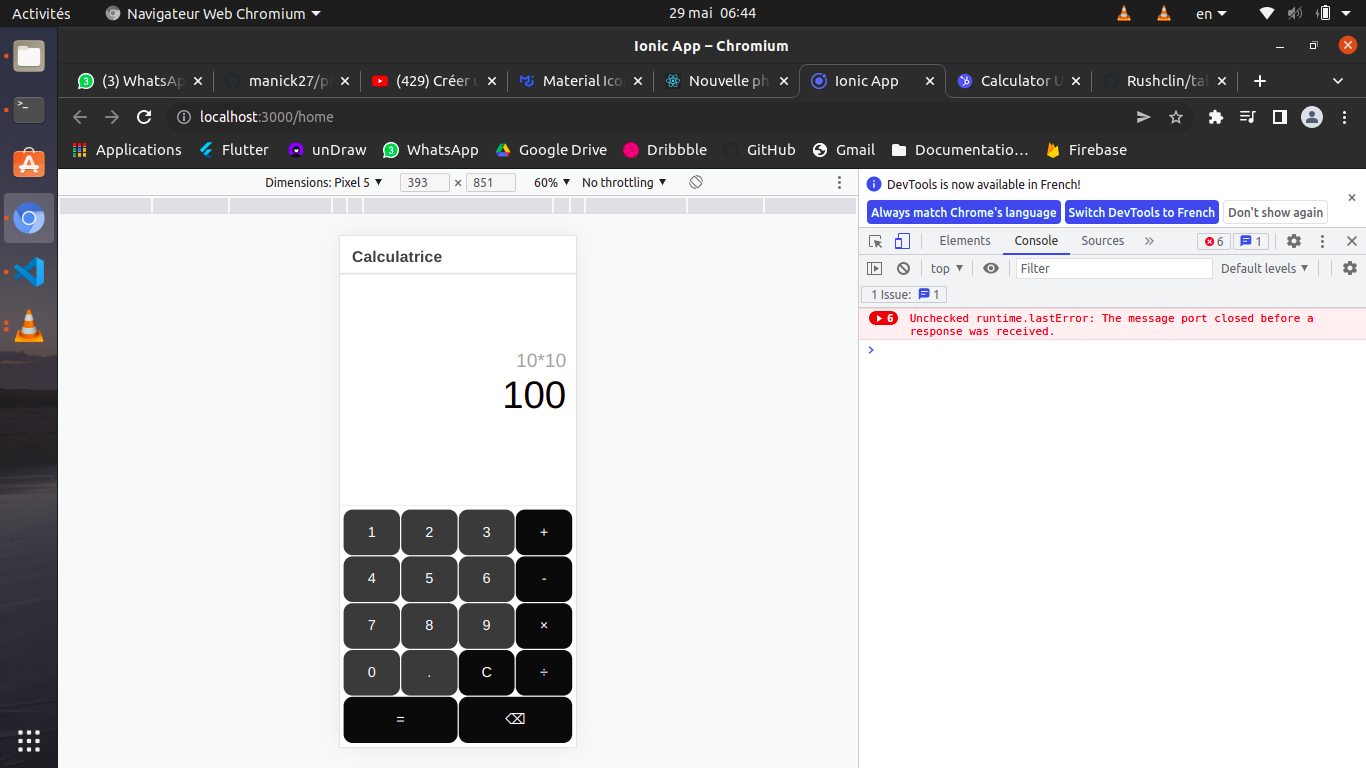 Activités
Navigateur Web Chromium
29 mai 06:44
en
Ionic App – Chromium
(3) WhatsAp
manick27/pr
(429) Créer u
Material Ico
Nouvelle ph
Ionic App
Calculator U
Rushclin/tak
localhost:3000/home
Applications
Flutter
unDraw
WhatsApp
Google Drive
Dribbble
GitHub
Gmail
Documentatio…
Firebase
Dimensions: Pixel 5
393 × 851
60%
No throttling
DevTools is now available in French!
Always match Chrome's language
Switch DevTools to French
Don't show again
Elements
Console
Sources
6
1
top
Filter
Default levels
1 Issue: 1
6
Unchecked runtime.lastError: The message port closed before a
response was received.
Calculatrice
10*10
100
1 2 3 +
4 5 6 -
7 8 9 ×
0 . C ÷
= ⌫